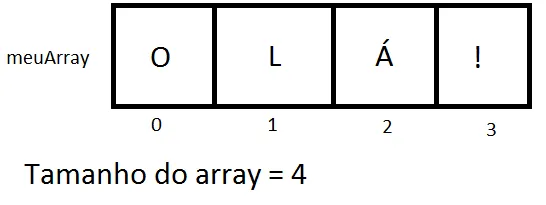 meuArray O L Á !
0 1 2 3
Tamanho do array = 4